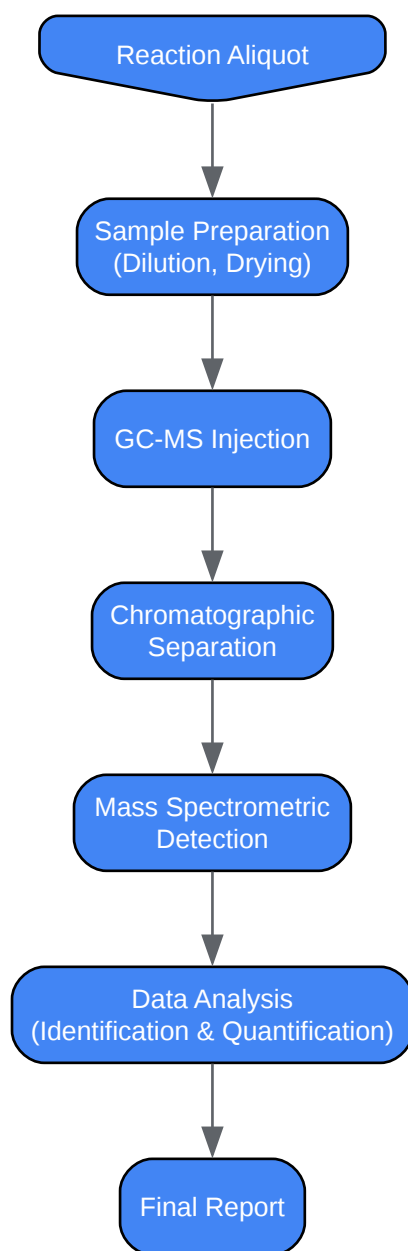 Reaction Aliquot
Sample Preparation
(Dilution, Drying)
GC-MS Injection
Chromatographic
Separation
Mass Spectrometric
Detection
Data Analysis
(Identification & Quantification)
Final Report